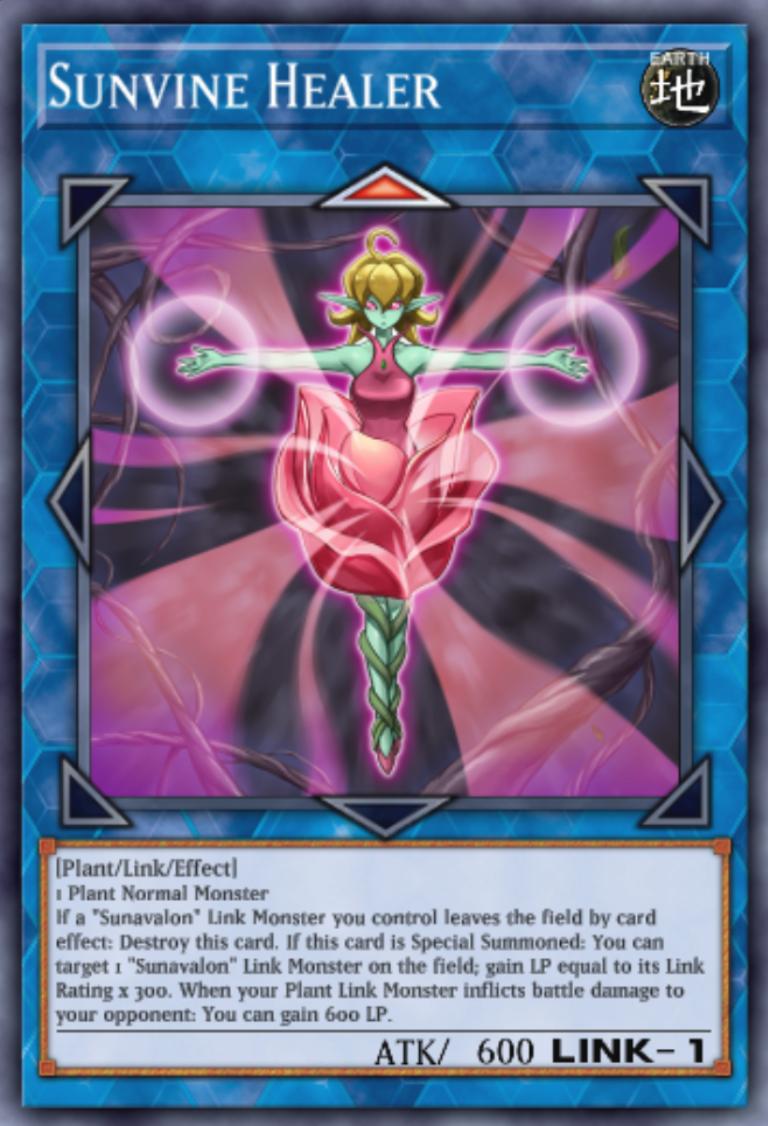 SUNVINE HEALER
EARTH
地
[Plant/Link/Effect]
1 Plant Normal Monster
If a "Sunavalon" Link Monster you control leaves the field by card
effect: Destroy this card. If this card is Special Summoned: You can
target 1 "Sunavalon" Link Monster on the field; gain LP equal to its Link
Rating x 300. When your Plant Link Monster inflicts battle damage to
your opponent: You can gain 600 LP.
ATK/ 600 LINK-1